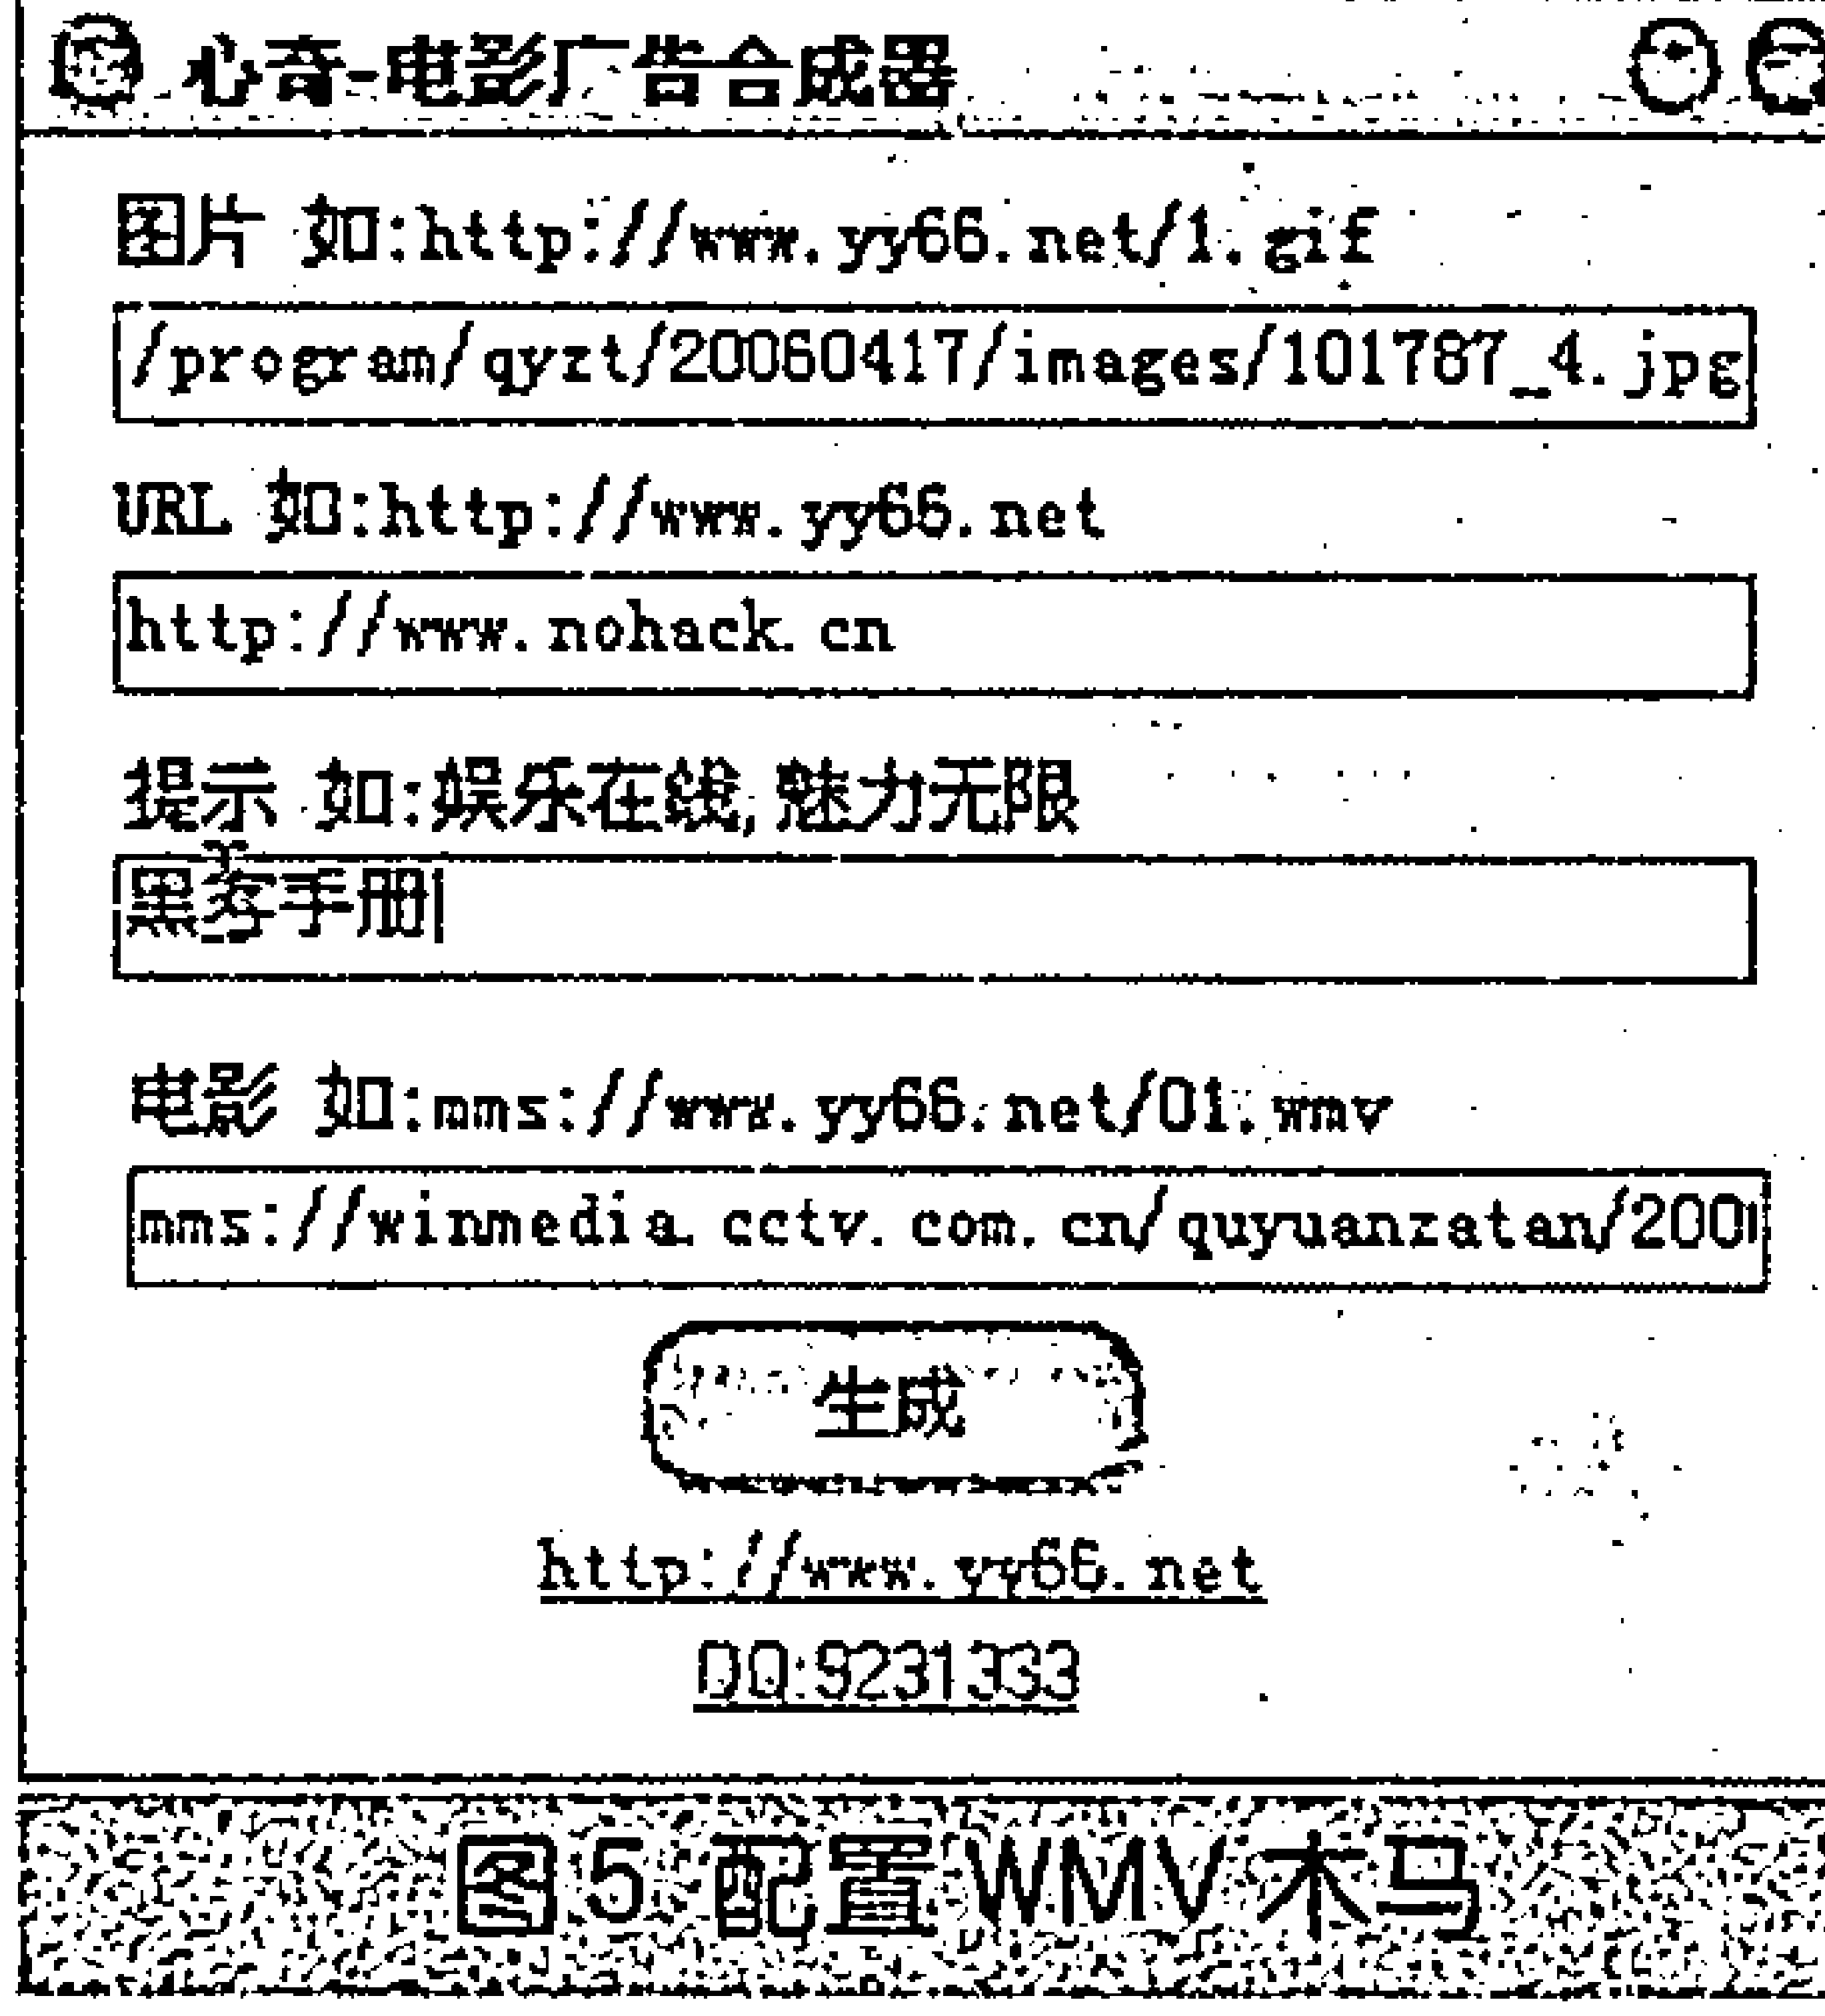 心奇-电影广告合成器
图片 如:http://www.yy66.net/1.gif
/program/qyzt/20060417/images/101787_4.jpg
URL 如:http://www.yy66.net
http://www.nohack.cn
提示 如:娱乐在线,魅力无限
黑客手册
电影 如:mms://www.yy66.net/01.wmv
mms://winmedia.cctv.com.cn/quyuanzatan/200
生成
http://www.yy66.net
QQ:9231333
图5 配置WMV木马